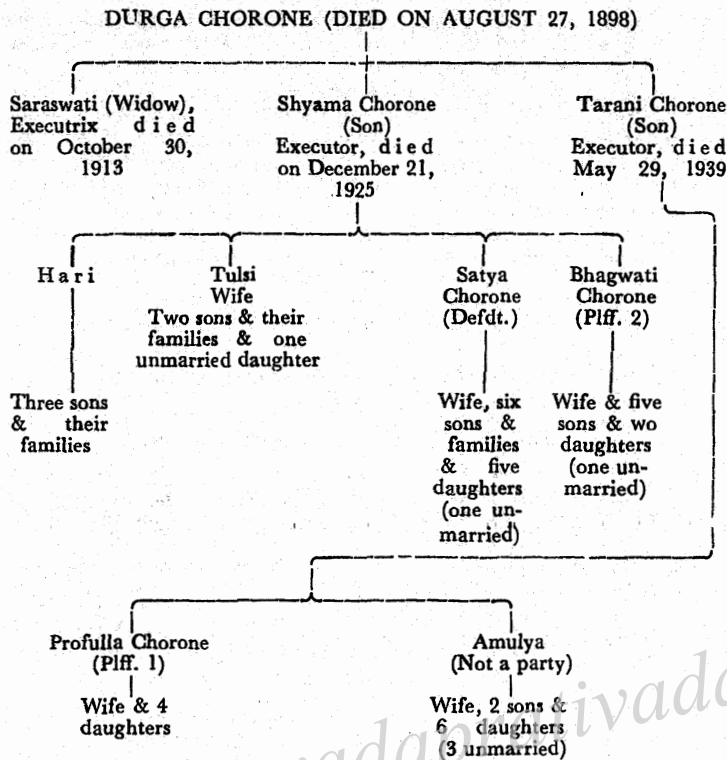 DURGA CHORONE (DIED ON AUGUST 27, 1898)
Saraswati (Widow),
Executrix died
on October 30,
1913
Shyama Chorone
(Son)
Executor, died
on December 21,
1925
Tarani Chorone
(Son)
Executor, died
May 29, 1939
Hari
Three sons
& their
families
Tulsi
Wife
Two sons & their
families & one
unmarried daughter
Satya
Chorone
(Defdt.)
Wife, six
sons &
families
& five
daughters
(one un-
married)
Bhagwati
Chorone
(Plff. 2)
Wife & five
sons & wo
daughters
(one un-
married)
Profulla Chorone
(Plff. 1)
Wife & 4
daughters
Amulya
(Not a party)
Wife, 2 sons &
6 daughters
(3 unmarried)